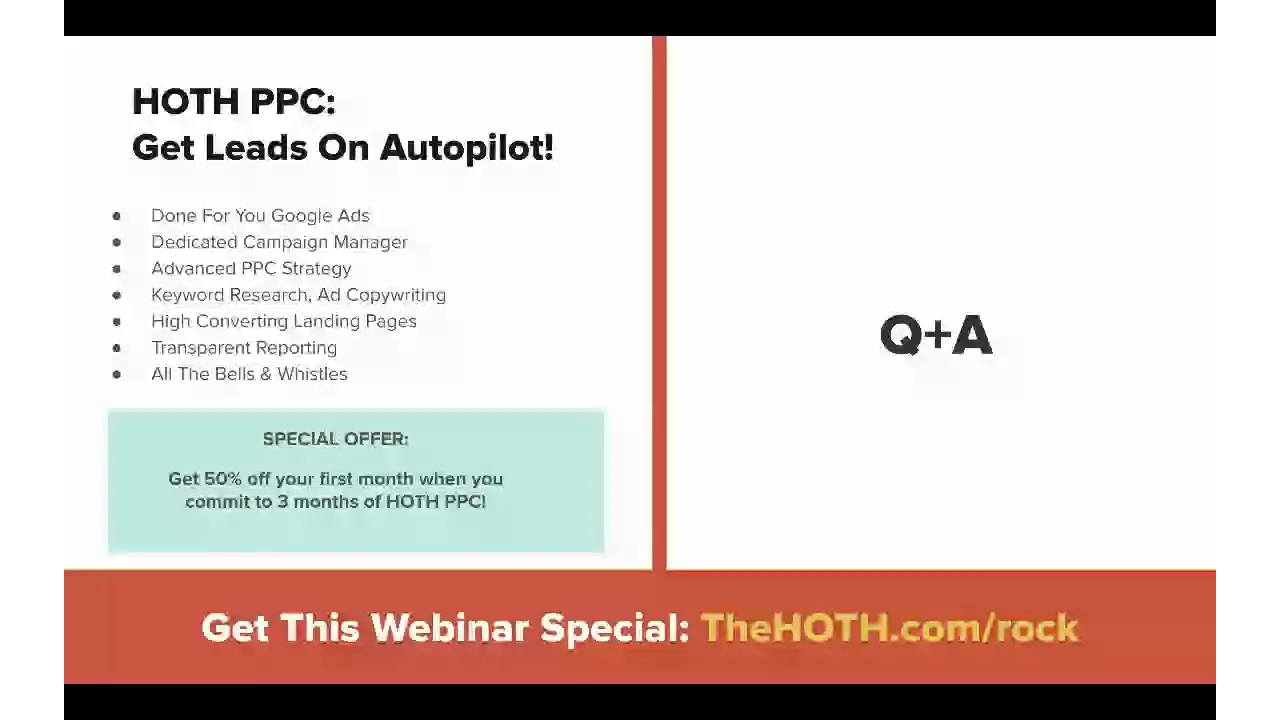 HOTH PPC:
Get Leads On Autopilot!
● Done For You Google Ads
● Dedicated Campaign Manager
● Advanced PPC Strategy
● Keyword Research, Ad Copywriting
● High Converting Landing Pages
● Transparent Reporting
● All The Bells & Whistles
SPECIAL OFFER:
Get 50% off your first month when you
commit to 3 months of HOTH PPC!
Q+A
Get This Webinar Special: TheHOTH.com/rock